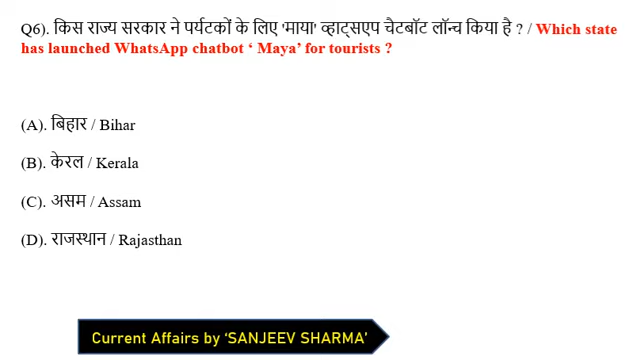 Q6). किस राज्य सरकार ने पर्यटकों के लिए 'माया' व्हाट्सएप चैटबॉट लॉन्च किया है ? / Which state
has launched WhatsApp chatbot ‘ Maya’ for tourists ?
(A). बिहार / Bihar
(B). केरल / Kerala
(C). असम / Assam
(D). राजस्थान / Rajasthan
Current Affairs by ‘SANJEEV SHARMA’